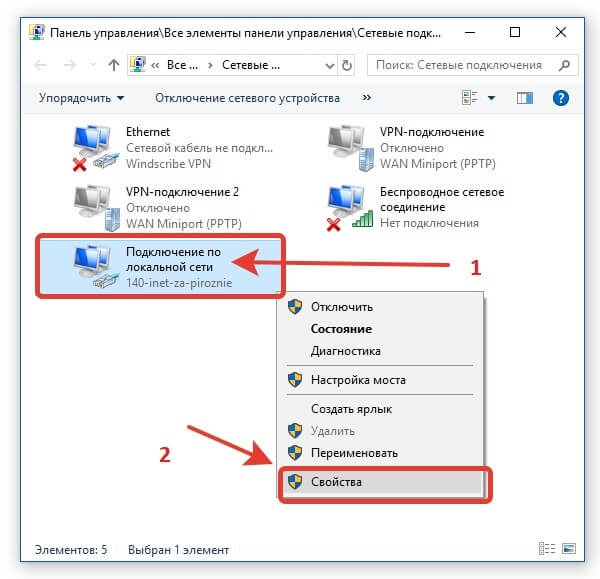 Панель управления\Все элементы панели управления\Сетевые подк...
« Все ... › Сетевые ...
Поиск: Сетевые подключения
Упорядочить
Отключение сетевого устройства
»
Ethernet
Сетевой кабель не подкл...
Windscribe VPN
VPN-подключение
Отключено
WAN Miniport (PPTP)
VPN-подключение 2
Отключено
WAN Miniport (PPTP)
Беспроводное сетевое
соединение
Нет подключения
Подключение по
локальной сети
140-inet-za-piroznie
1
Отключить
Состояние
Диагностика
Настройка моста
Создать ярлык
Удалить
Переименовать
2
Свойства
Элементов: 5
Выбран 1 элемент